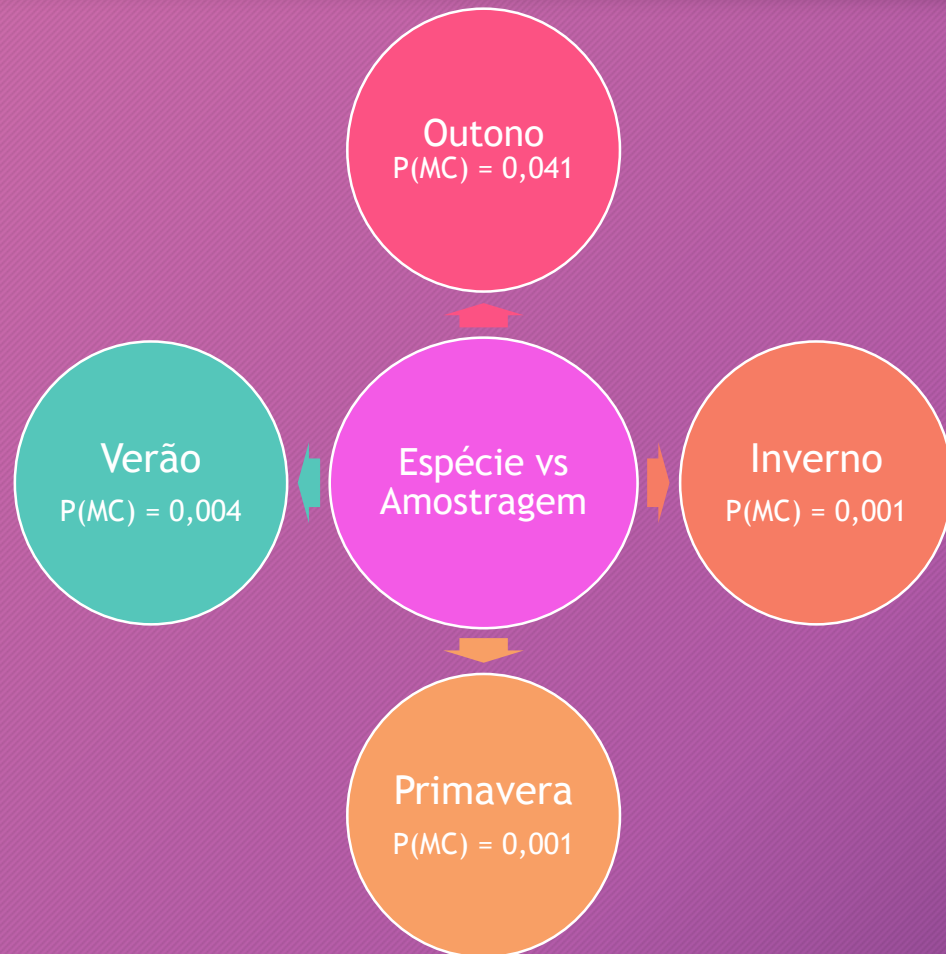 Outono
P(MC) = 0,041
Verão
P(MC) = 0,004
Espécie vs
Amostragem
Inverno
P(MC) = 0,001
Primavera
P(MC) = 0,001